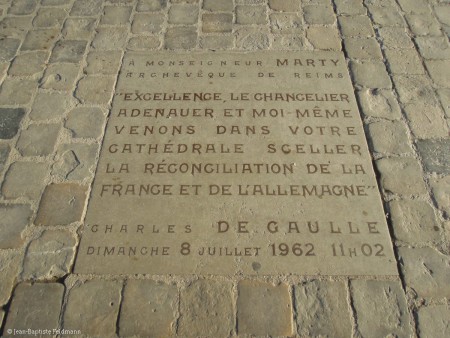 A MONSEIGNEUR MARTY
ARCHEVÊQUE DE REIMS
"EXCELLENCE, LE CHANCELIER
ADENAUER ET MOI-MÊME
VENONS DANS VOTRE
CATHÉDRALE SCELLER
LA RÉCONCILIATION DE LA
FRANCE ET DE L'ALLEMAGNE"
CHARLES DE GAULLE
DIMANCHE 8 JUILLET 1962 11H02
© Jean-Baptiste Feldmann